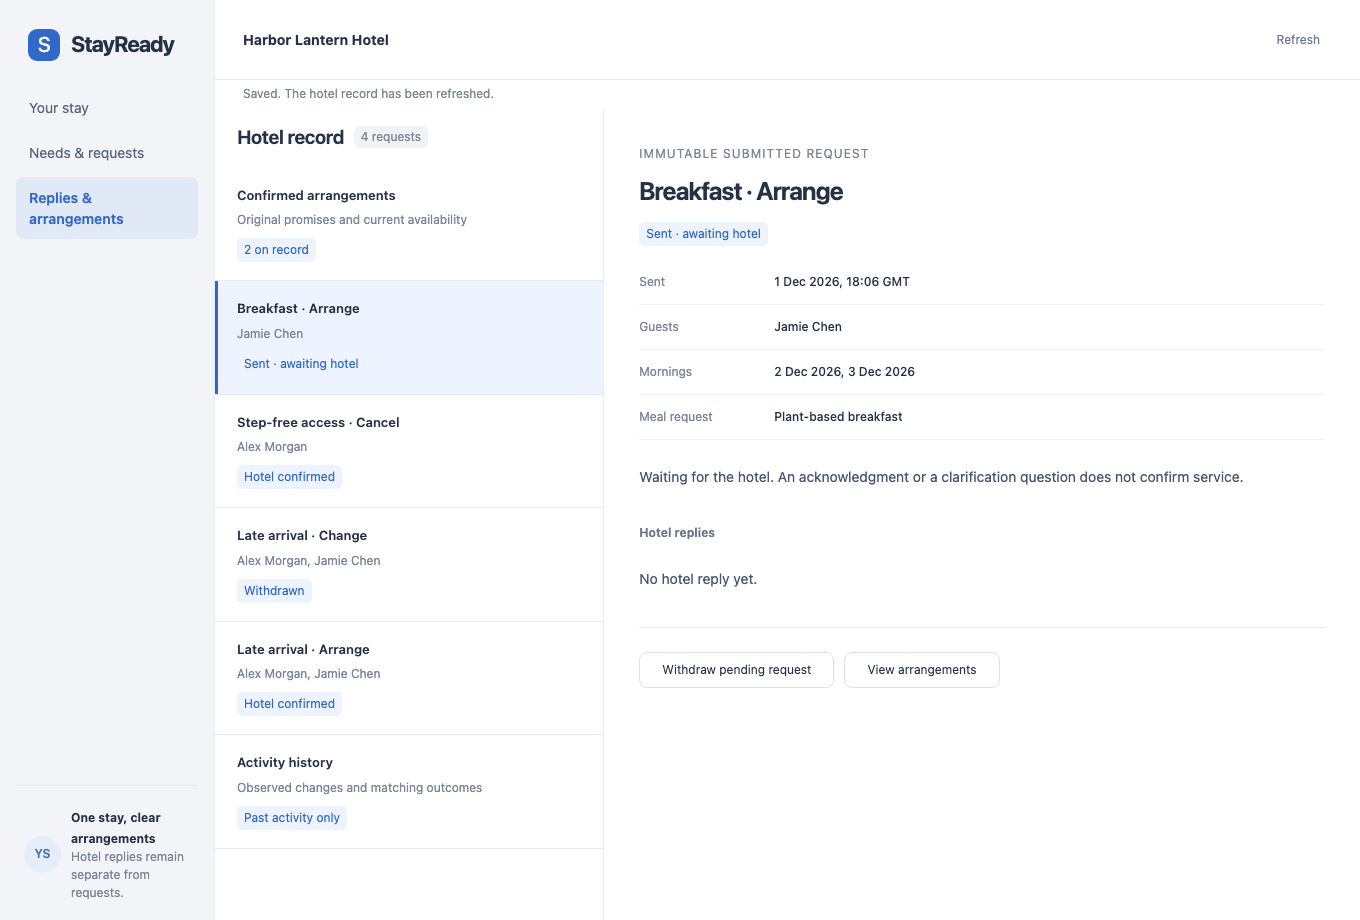 S StayReady
Your stay
Needs & requests
Replies &
arrangements
YS
One stay, clear
arrangements
Hotel replies remain
separate from
requests.
Harbor Lantern Hotel
Refresh
Saved. The hotel record has been refreshed.
Hotel record 4 requests
Confirmed arrangements
Original promises and current availability
2 on record
Breakfast · Arrange
Jamie Chen
Sent · awaiting hotel
Step-free access · Cancel
Alex Morgan
Hotel confirmed
Late arrival · Change
Alex Morgan, Jamie Chen
Withdrawn
Late arrival · Arrange
Alex Morgan, Jamie Chen
Hotel confirmed
Activity history
Observed changes and matching outcomes
Past activity only
IMMUTABLE SUBMITTED REQUEST
Breakfast · Arrange
Sent · awaiting hotel
Sent 1 Dec 2026, 18:06 GMT
Guests Jamie Chen
Mornings 2 Dec 2026, 3 Dec 2026
Meal request Plant-based breakfast
Waiting for the hotel. An acknowledgment or a clarification question does not confirm service.
Hotel replies
No hotel reply yet.
Withdraw pending request View arrangements